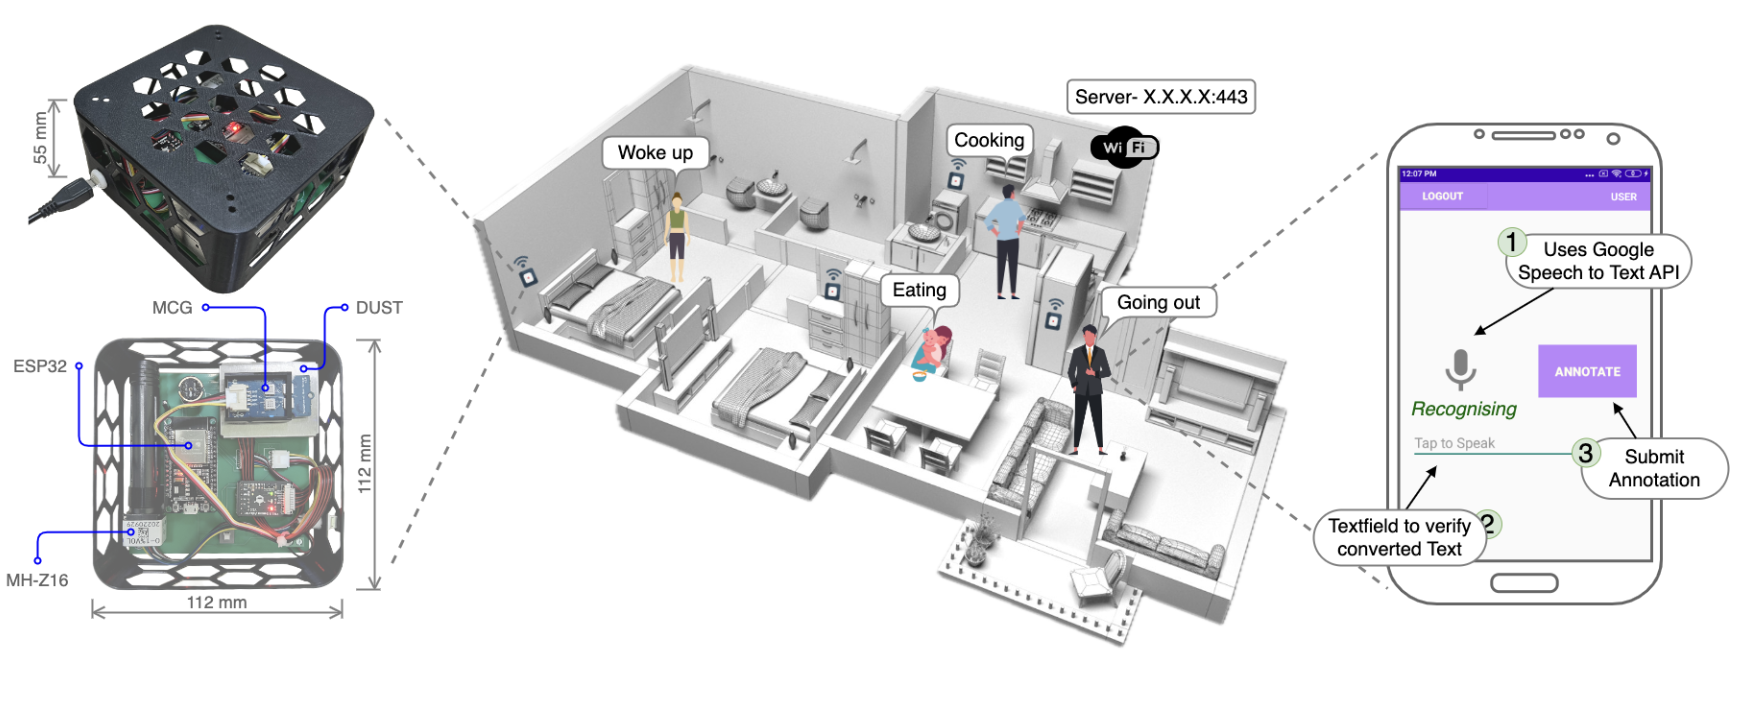 55 mm
MCG
DUST
ESP32
MH-Z16
112 mm
112 mm
Woke up
Cooking
Server- X.X.X.X:443
Wi Fi
Eating
Going out
12:07 PM
LOGOUT
USER
1
Uses Google
Speech to Text API
ANNOTATE
Recognising
Tap to Speak
3
Submit
Annotation
Textfield to verify
converted Text
2